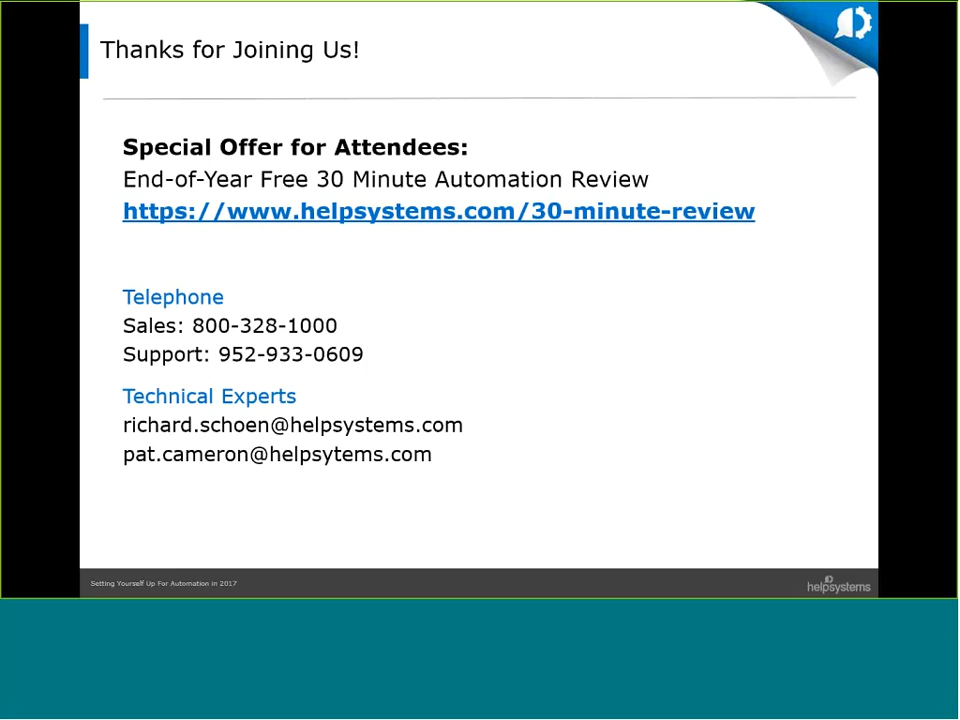 Thanks for Joining Us!
Special Offer for Attendees:
End-of-Year Free 30 Minute Automation Review
https://www.helpsystems.com/30-minute-review
Telephone
Sales: 800-328-1000
Support: 952-933-0609
Technical Experts
richard.schoen@helpsystems.com
pat.cameron@helpsytems.com
Setting Yourself Up For Automation in 2017
helpsystems